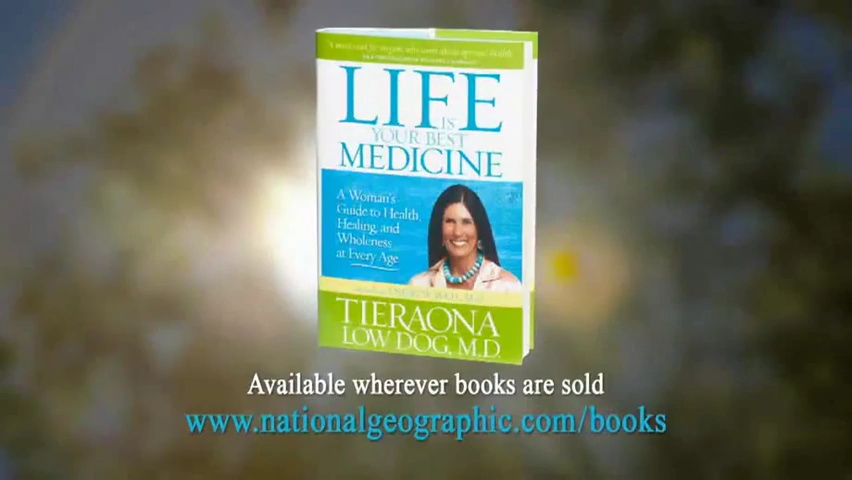 LIFE
IS
YOUR BEST
MEDICINE
A Woman's
Guide to Health,
Healing, and
Wholeness
at Every Age
TIERAONA
LOW DOG, M.D.
Available wherever books are sold
www.nationalgeographic.com/books